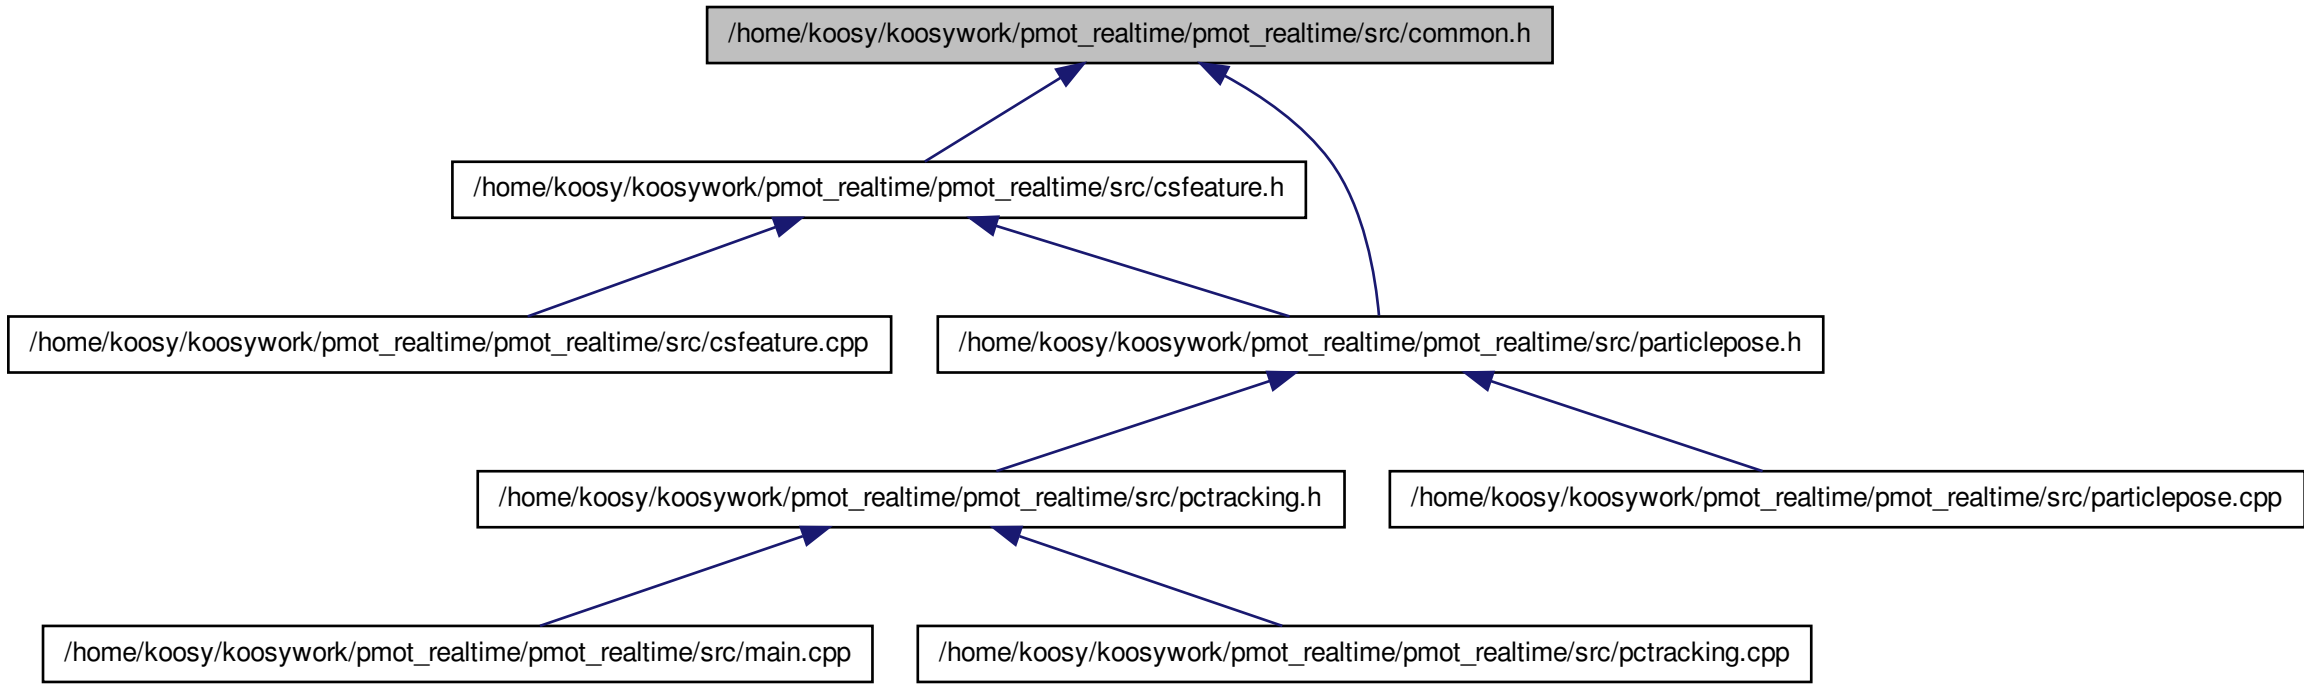 /home/koosy/koosywork/pmot_realtime/pmot_realtime/src/common.h
/home/koosy/koosywork/pmot_realtime/pmot_realtime/src/csfeature.h
/home/koosy/koosywork/pmot_realtime/pmot_realtime/src/csfeature.cpp
/home/koosy/koosywork/pmot_realtime/pmot_realtime/src/particlepose.h
/home/koosy/koosywork/pmot_realtime/pmot_realtime/src/pctracking.h
/home/koosy/koosywork/pmot_realtime/pmot_realtime/src/particlepose.cpp
/home/koosy/koosywork/pmot_realtime/pmot_realtime/src/main.cpp
/home/koosy/koosywork/pmot_realtime/pmot_realtime/src/pctracking.cpp